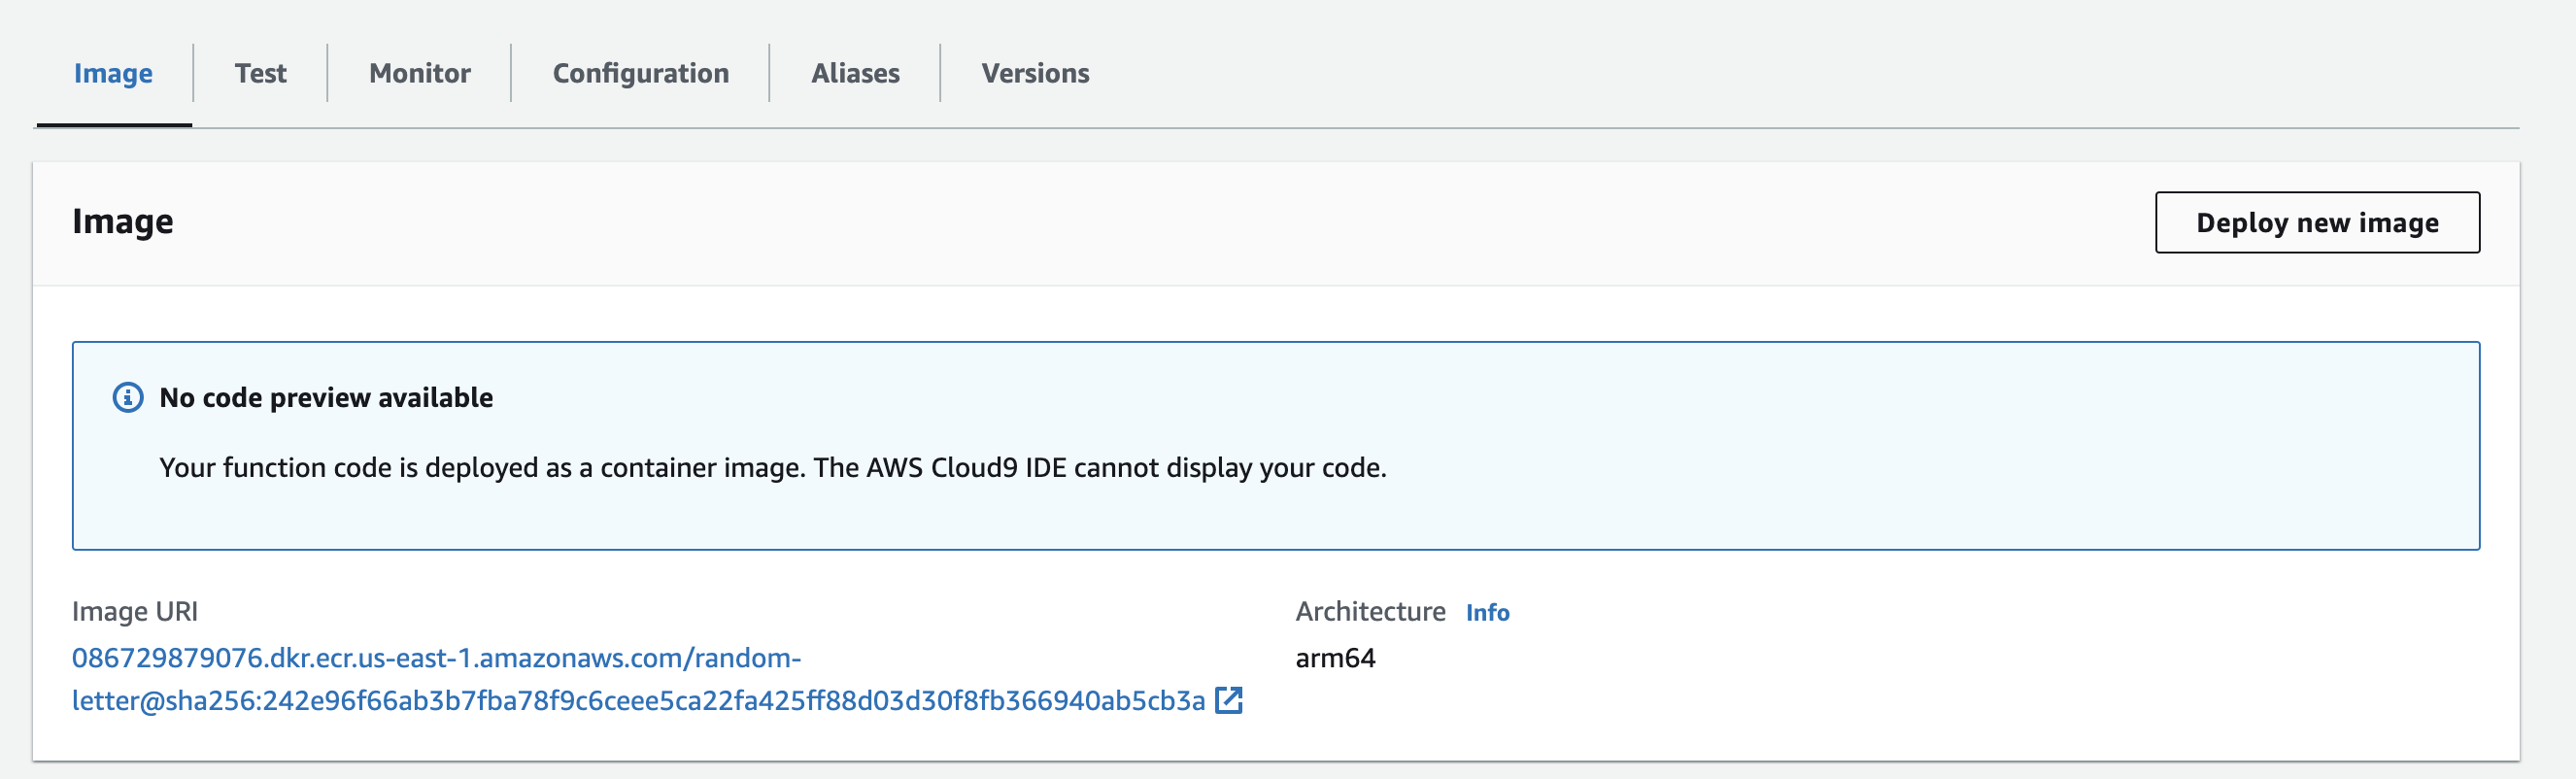 Image
Test
Monitor
Configuration
Aliases
Versions
Image
Deploy new image
No code preview available
Your function code is deployed as a container image. The AWS Cloud9 IDE cannot display your code.
Image URI
086729879076.dkr.ecr.us-east-1.amazonaws.com/random-
letter@sha256:242e96f66ab3b7fba78f9c6ceee5ca22fa425ff88d03d30f8fb366940ab5cb3a
Architecture Info
arm64